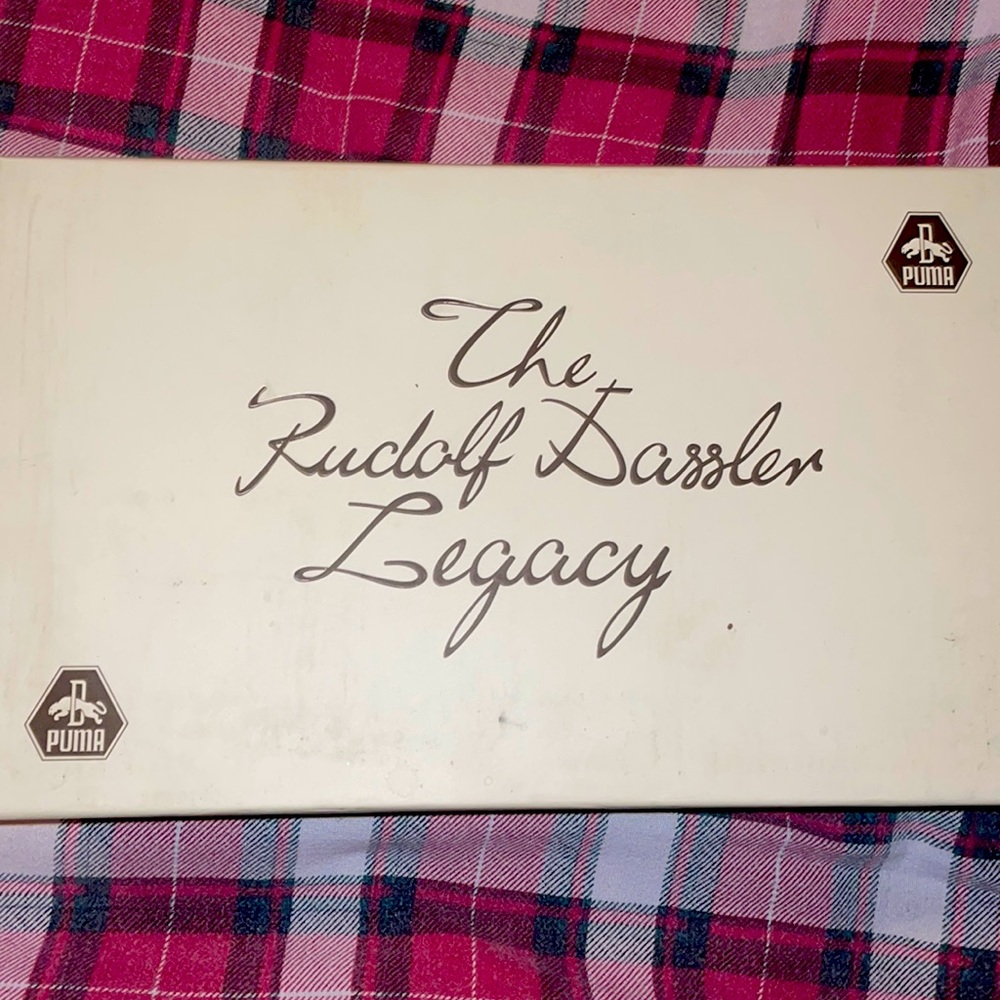 D
PUMA
The
Rudolf Dassler
Legacy
D
PUMA